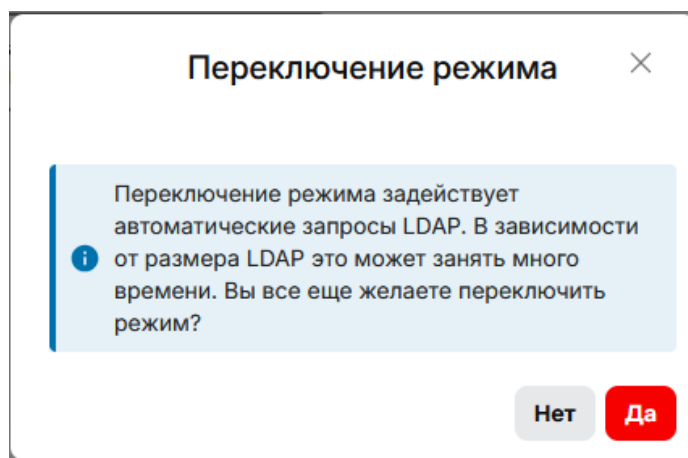 Переключение режима
Переключение режима задействует
автоматические запросы LDAP. В зависимости
от размера LDAP это может занять много
времени. Вы все еще желаете переключить
режим?
Нет Да